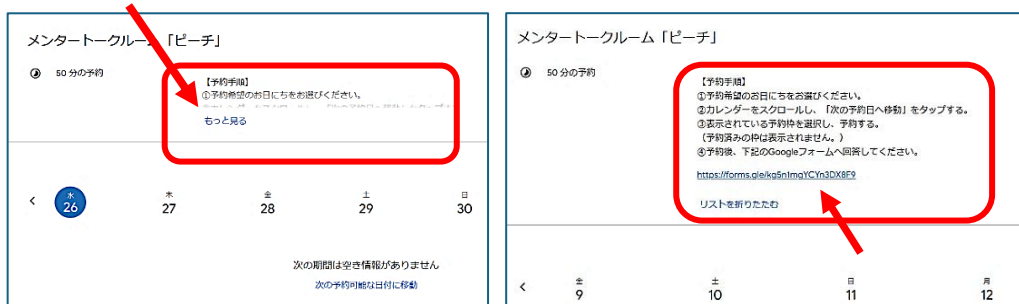 メンタートークルーム「ピーチ」
50 分の予約
【予約手順】
①予約希望のお日にちをお選びください。
もっと見る
水 木 金 土 日
26 27 28 29 30
次の期間は空き情報がありません
次の予約可能な日付に移動
メンタートークルーム「ピーチ」
50 分の予約
【予約手順】
①予約希望のお日にちをお選びください。
②カレンダーをスクロールし、「次の予約日へ移動」をタップする。
③表示されている予約枠を選択し、予約する。
(予約済みの枠は表示されません。)
④予約後、下記のGoogleフォームへ回答してください。
https://forms.gle/kg5nImqYCYn3DX8F9
リストを折りたたむ
金 土 日 月
9 10 11 12